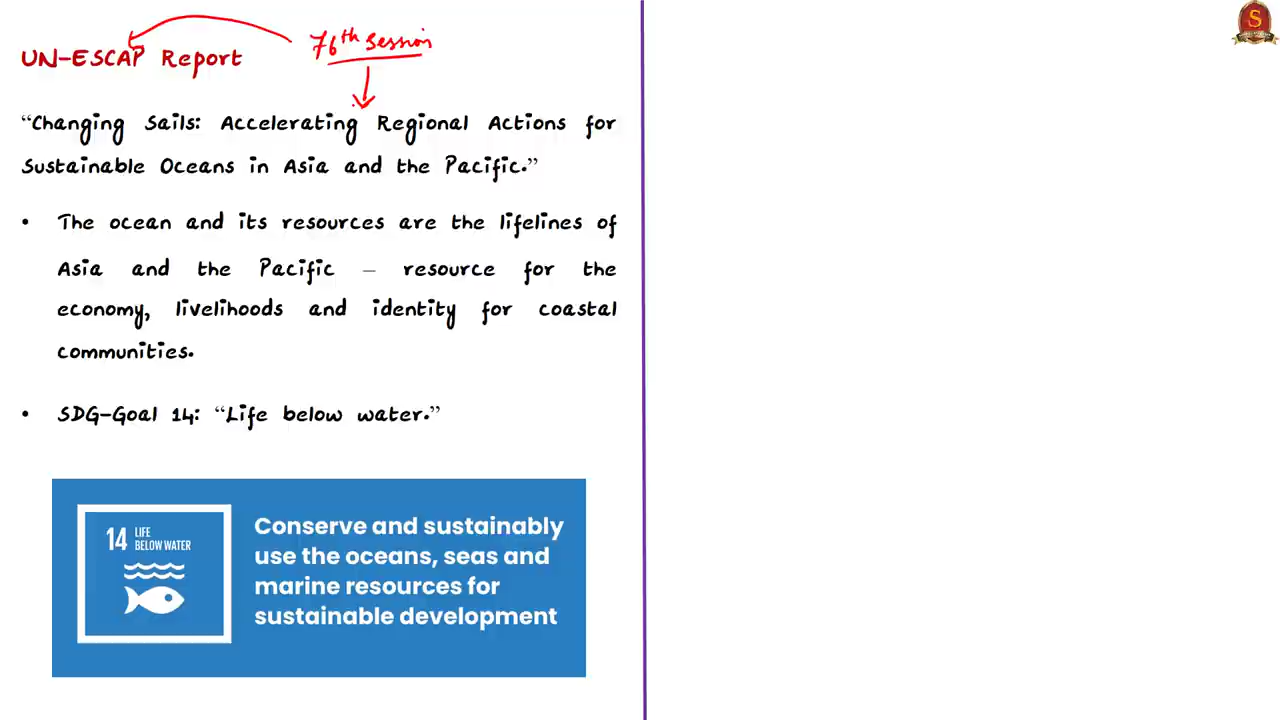 76th Session
UN-ESCAP Report
“Changing Sails: Accelerating Regional Actions for
Sustainable Oceans in Asia and the Pacific.”
• The ocean and its resources are the lifelines of
Asia and the Pacific – resource for the
economy, livelihoods and identity for coastal
communities.
• SDG-Goal 14: “Life below water.”
14 LIFE
BELOW WATER
Conserve and sustainably
use the oceans, seas and
marine resources for
sustainable development
S